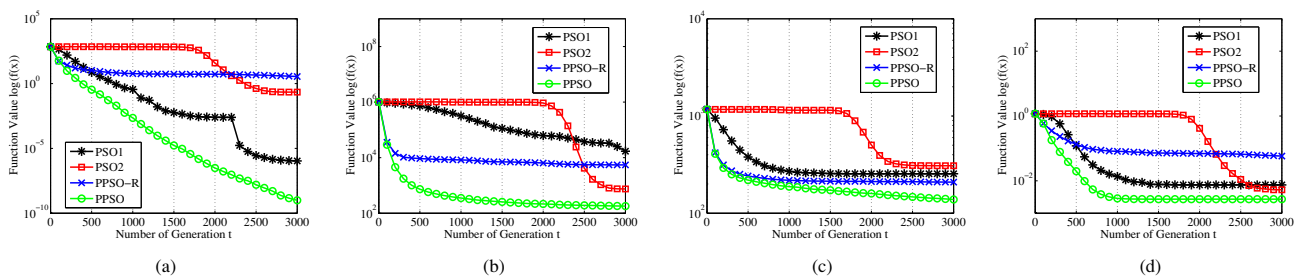 10^5
10^0
10^-5
10^-10
Function Value log(f(x))
PSO1
PSO2
PPSO−R
PPSO
0 500 1000 1500 2000 2500 3000
Number of Generation t
(a)
10^8
10^6
10^4
10^2
Function Value log(f(x))
PSO1
PSO2
PPSO−R
PPSO
0 500 1000 1500 2000 2500 3000
Number of Generation t
(b)
10^4
10^3
10^2
Function Value log(f(x))
PSO1
PSO2
PPSO−R
PPSO
0 500 1000 1500 2000 2500 3000
Number of Generation t
(c)
10^2
10^0
10^-2
Function Value log(f(x))
PSO1
PSO2
PPSO−R
PPSO
0 500 1000 1500 2000 2500 3000
Number of Generation t
(d)